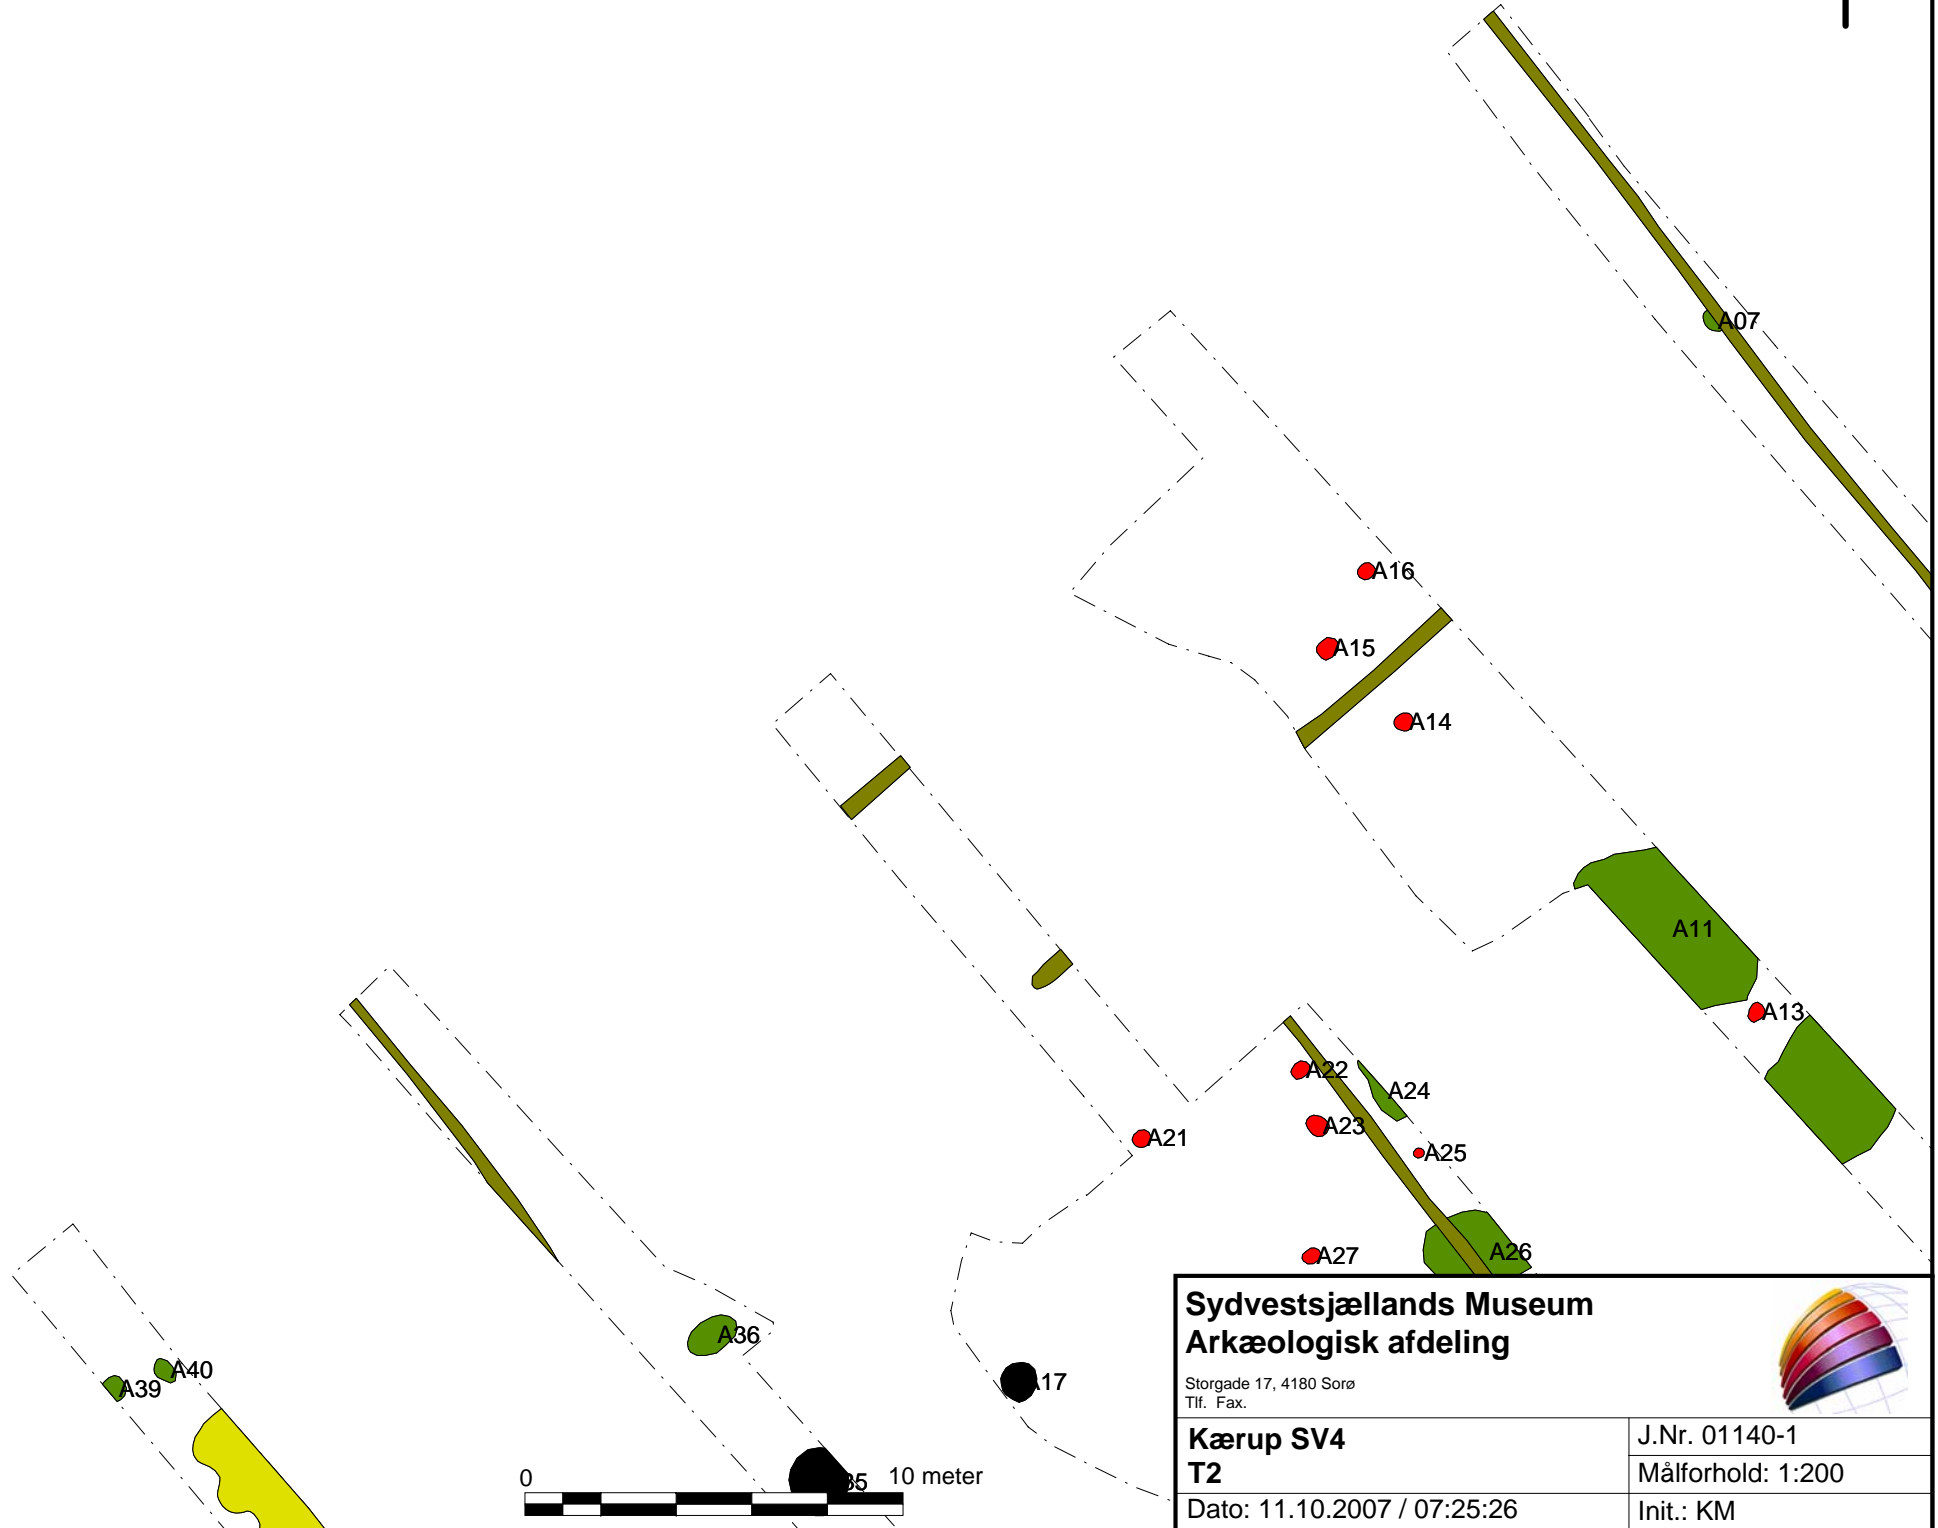 A07
A16
A15
A14
A11
A13
A22
A24
A23
A21
A25
A26
A27
A36
A40
A39
0
10 meter
Sydvestsjællands Museum
Arkæologisk afdeling
Storgade 17, 4180 Sorø
Tlf. Fax.
Kærup SV4
T2
J.Nr. 01140-1
Målforhold: 1:200
Dato: 11.10.2007 / 07:25:26
Init.: KM